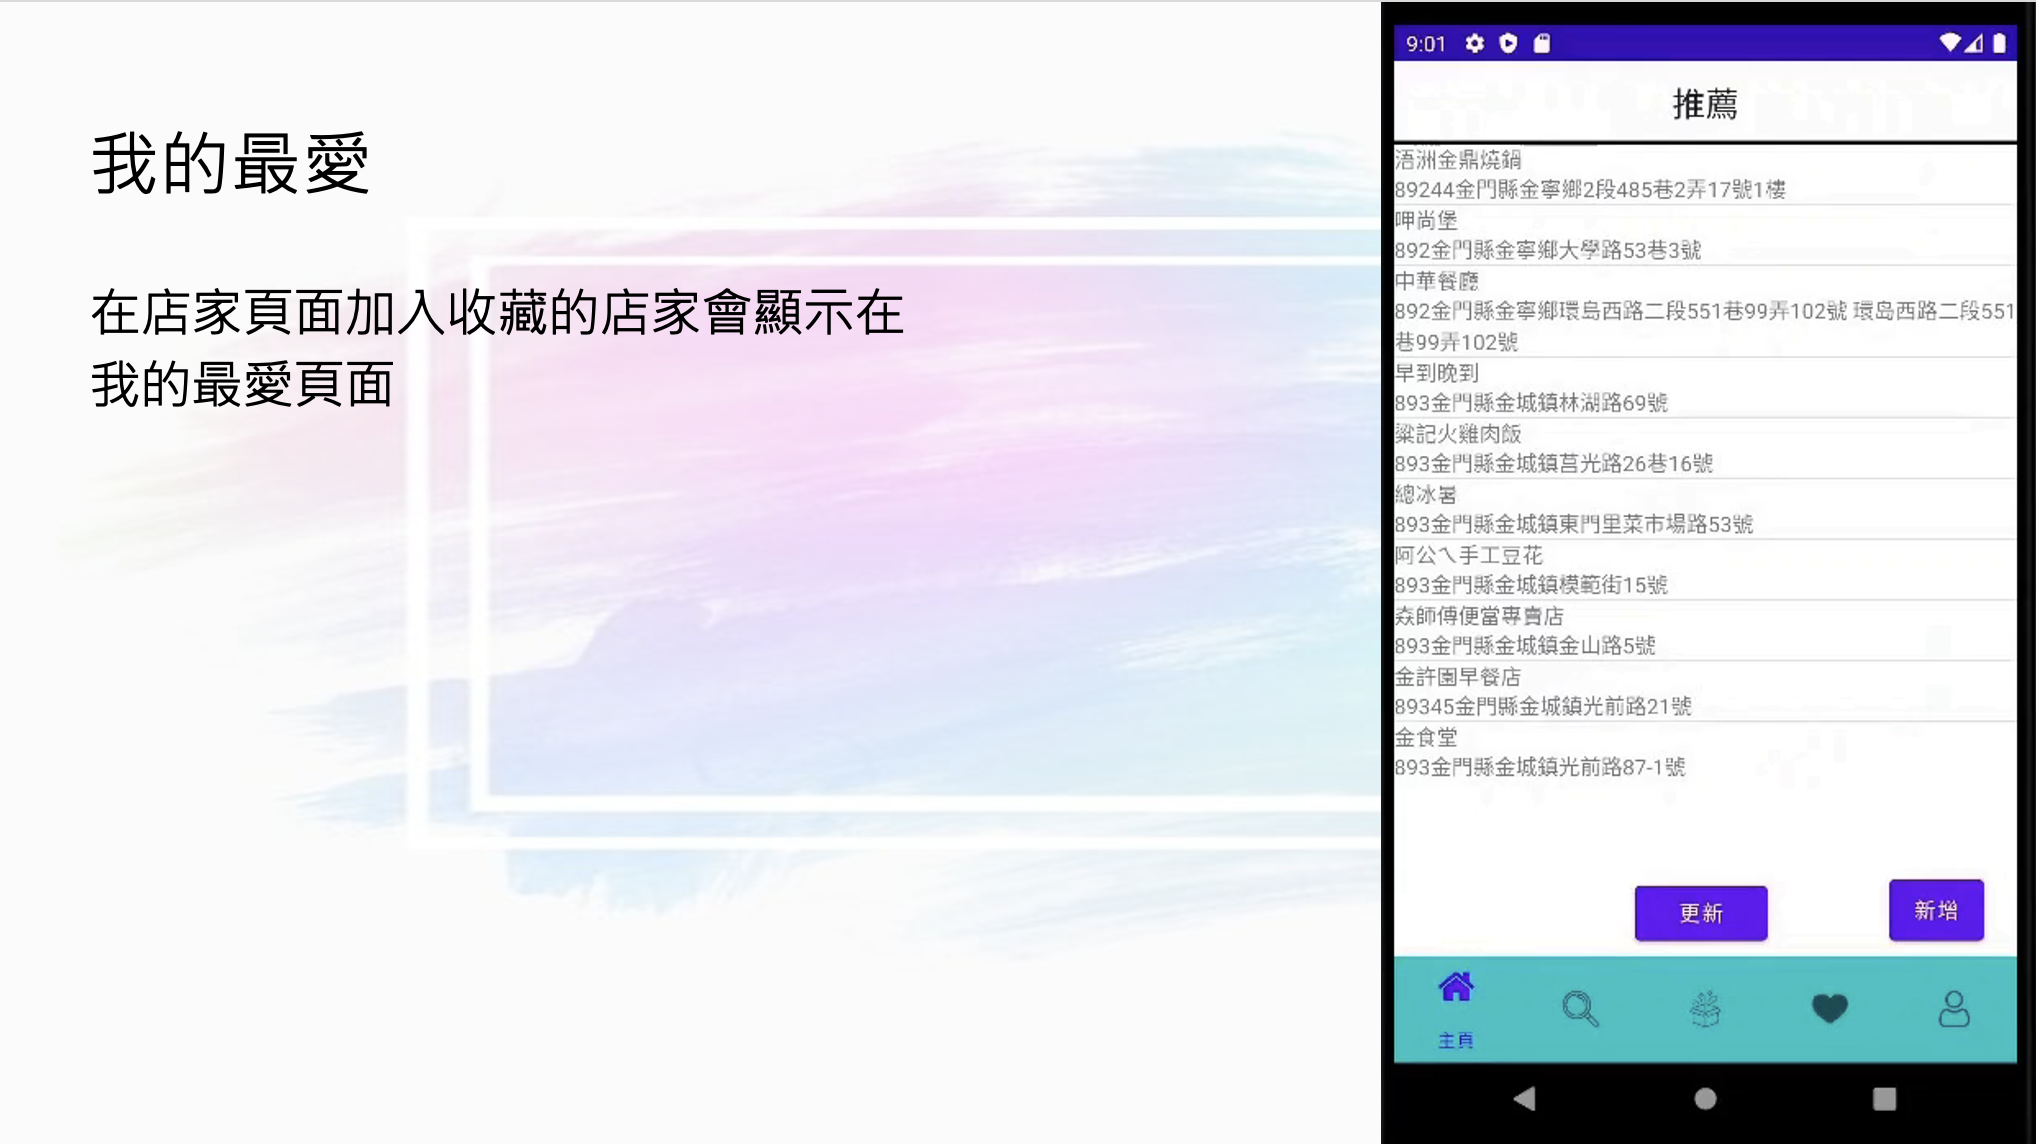 我的最愛
在店家頁面加入收藏的店家會顯示在
我的最愛頁面
9:01
推薦
浯洲金鼎燒鍋
89244金門縣金寧鄉2段485巷2弄17號1樓
呷尚堡
892金門縣金寧鄉大學路53巷3號
中華餐廳
892金門縣金寧鄉環島西路二段551巷99弄102號 環岛西路二段551
巷99弄102號
早到晚到
893金門縣金城鎮林湖路69號
粱記火雞肉飯
893金門縣金城鎮莒光路26巷16號
總冰暑
893金門縣金城鎮東門里菜市場路53號
阿公ㄟ手工豆花
893金門縣金城鎮模範街15號
猋師傅便當專賣店
893金門縣金城鎮金山路5號
金許園早餐店
89345金門縣金城鎮光前路21號
金食堂
893金門縣金城鎮光前路87-1號
更新
新增
主頁